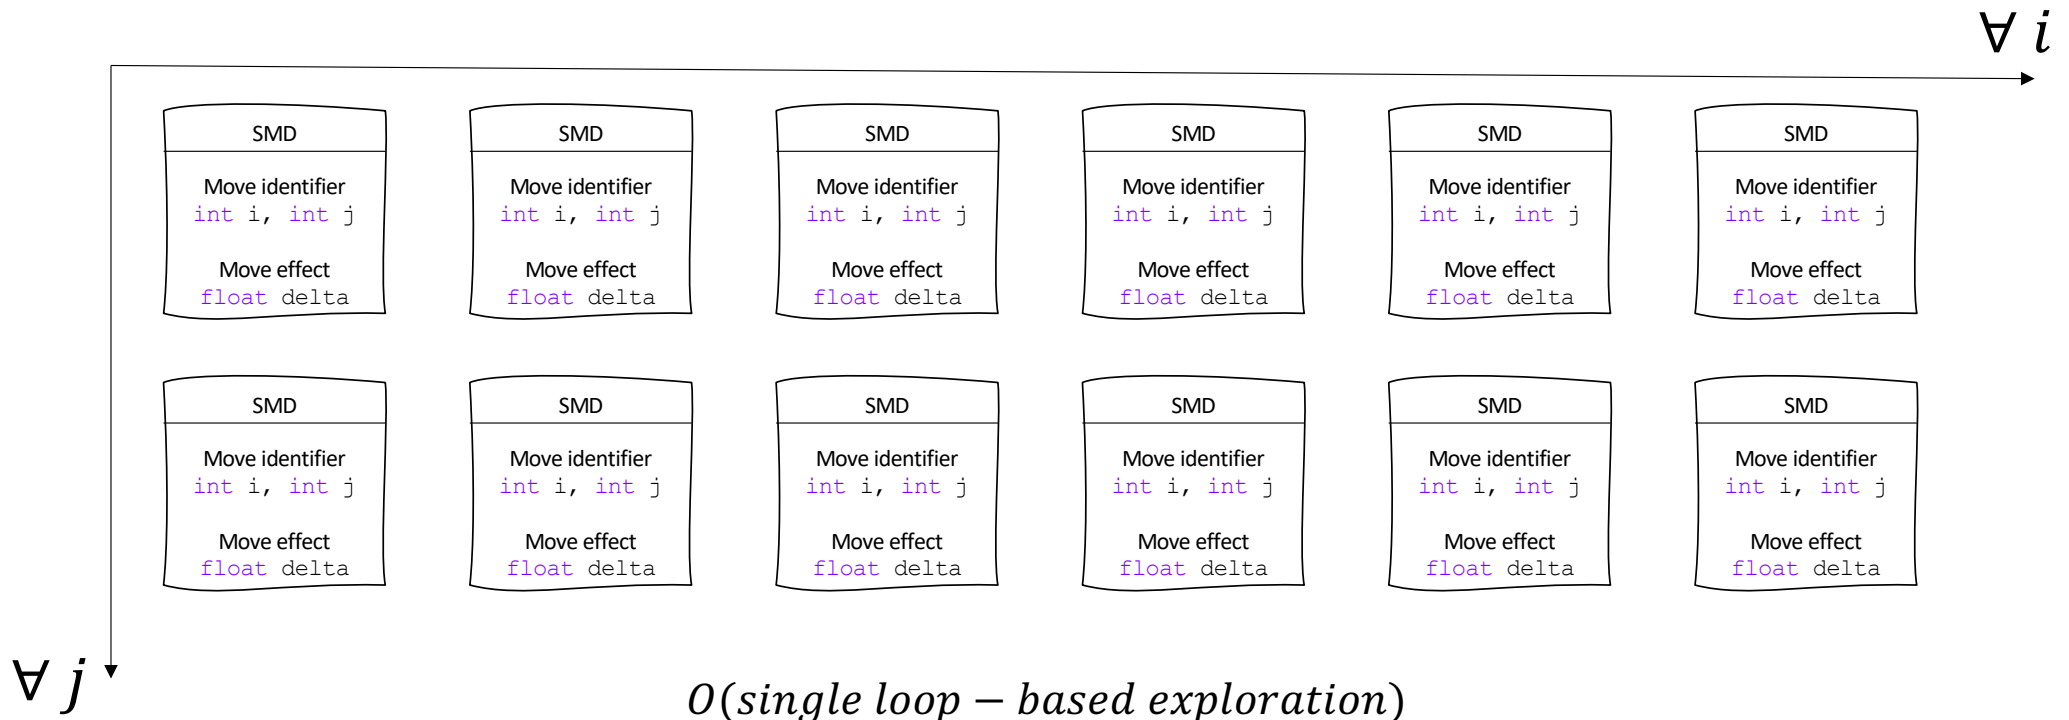 ∀ i
SMD
Move identifier
int i, int j
Move effect
float delta
SMD
Move identifier
int i, int j
Move effect
float delta
SMD
Move identifier
int i, int j
Move effect
float delta
SMD
Move identifier
int i, int j
Move effect
float delta
SMD
Move identifier
int i, int j
Move effect
float delta
SMD
Move identifier
int i, int j
Move effect
float delta
SMD
Move identifier
int i, int j
Move effect
float delta
SMD
Move identifier
int i, int j
Move effect
float delta
SMD
Move identifier
int i, int j
Move effect
float delta
SMD
Move identifier
int i, int j
Move effect
float delta
SMD
Move identifier
int i, int j
Move effect
float delta
SMD
Move identifier
int i, int j
Move effect
float delta
∀ j
O(single loop − based exploration)